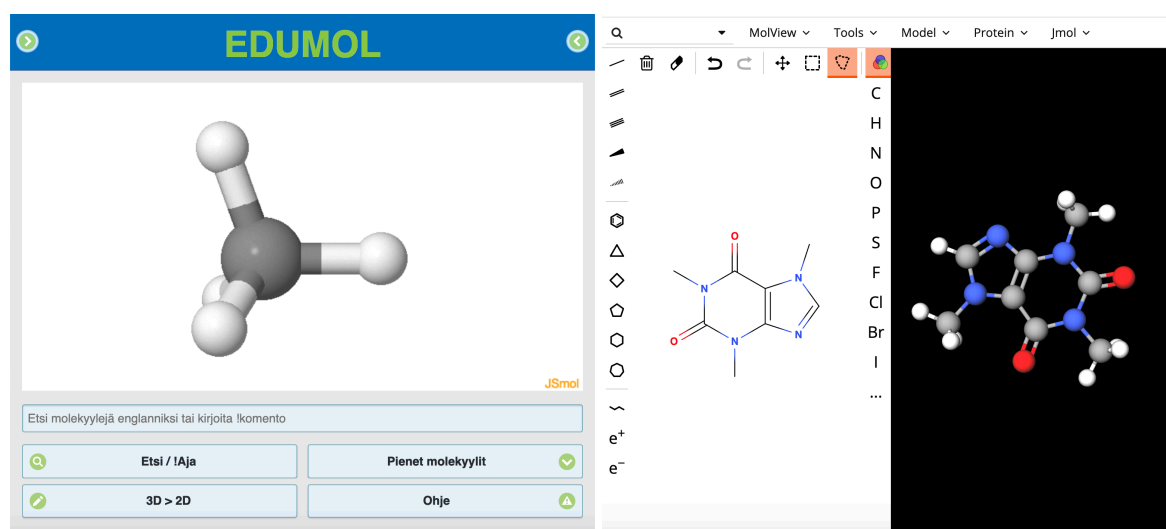 EDUMOL
JSmol
Etsi molekyylejä englanniksi tai kirjoita !komento
Etsi / !Aja
Pienet molekyylit
3D > 2D
Ohje
MolView
Tools
Model
Protein
Jmol
C
H
N
O
P
S
F
Cl
Br
I
...
e+
e−
O
N
N
O
N
N